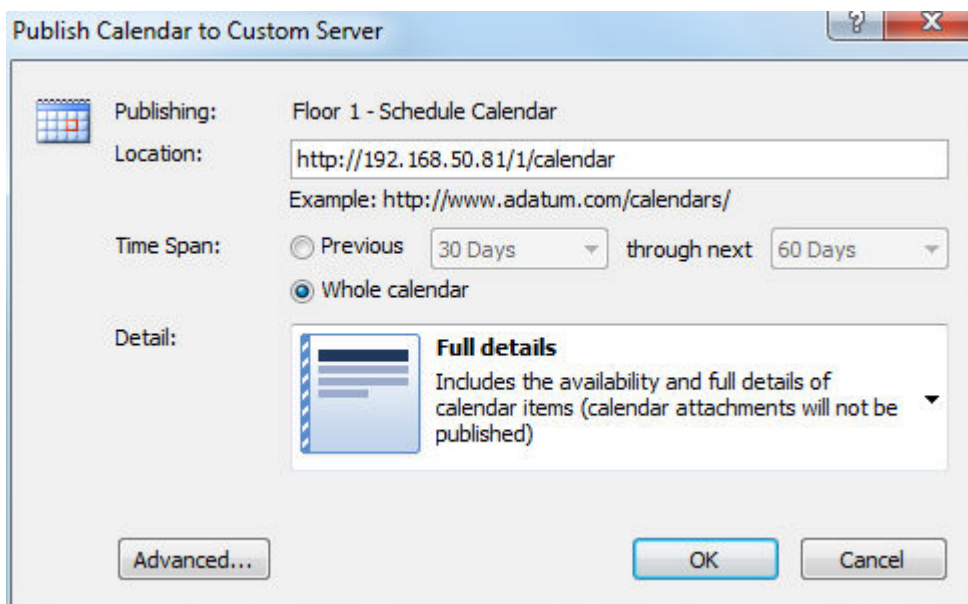 Publish Calendar to Custom Server
Publishing: Floor 1 - Schedule Calendar
Location: http://192.168.50.81/1/calendar
Example: http://www.adatum.com/calendars/
Time Span: Previous 30 Days through next 60 Days
Whole calendar
Detail: Full details
Includes the availability and full details of
calendar items (calendar attachments will not be
published)
Advanced... OK Cancel